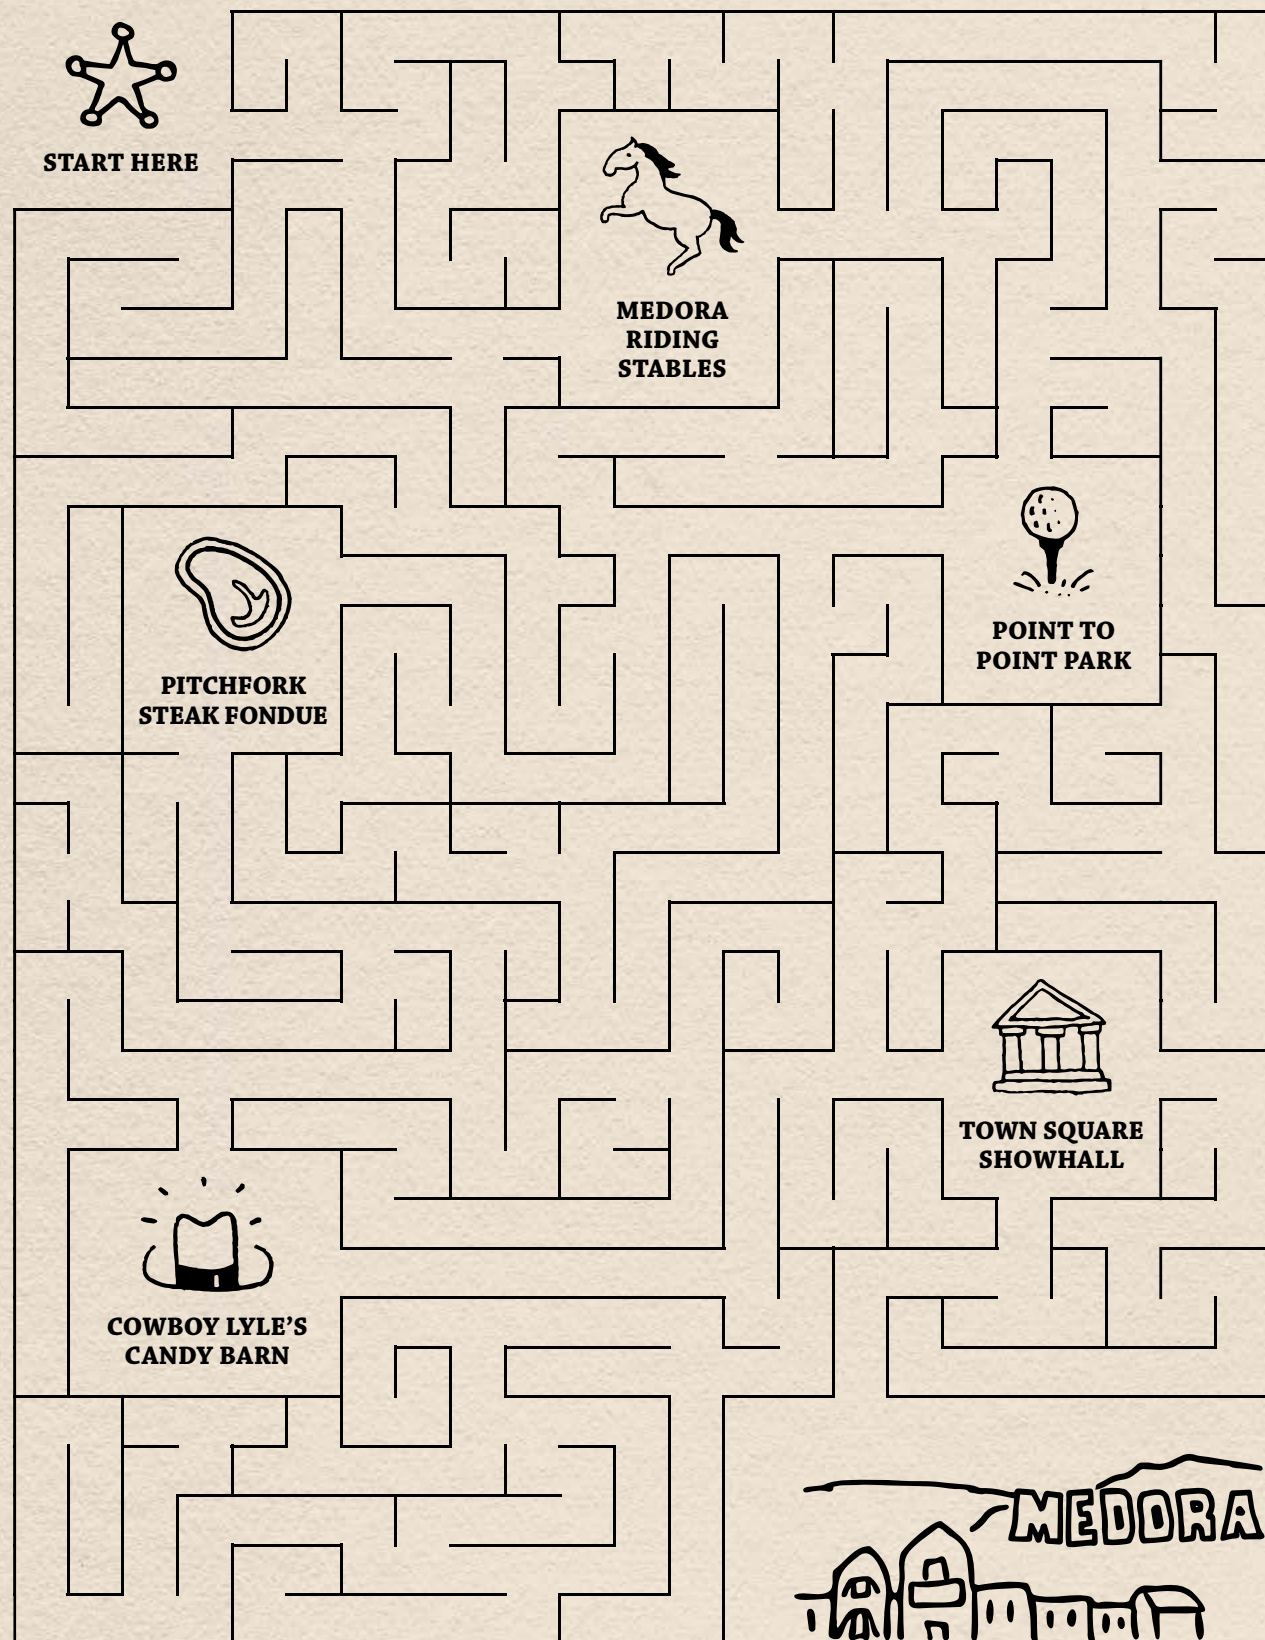 START HERE
MEDORA
RIDING
STABLES
PITCHFORK
STEAK FONDUE
POINT TO
POINT PARK
TOWN SQUARE
SHOWHALL
COWBOY LYLE’S
CANDY BARN
MEDORA